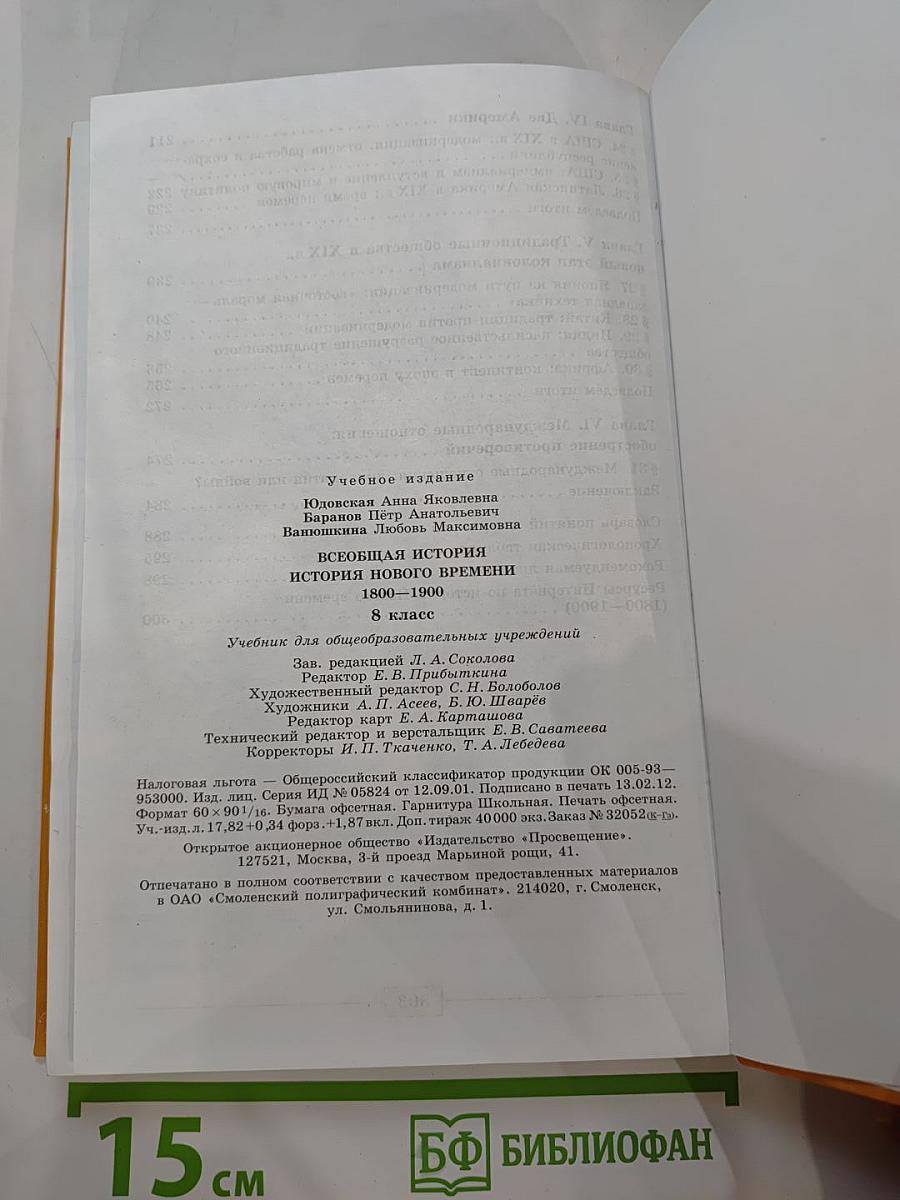 Учебное издание
Юдовская Анна Яковлевна
Баранов Пётр Анатольевич
Ванюшкина Любовь Максимовна
ВСЕОБЩАЯ ИСТОРИЯ
ИСТОРИЯ НОВОГО ВРЕМЕНИ
1800—1900
8 класс
Учебник для общеобразовательных учреждений
Зав. редакцией Л. А. Соколова
Редактор Е. В. Прибыткина
Художественный редактор С. Н. Болоболов
Художники А. П. Асеев, Б. Ю. Шварёв
Редактор карт Е. А. Карташова
Технический редактор и верстальщик Е. В. Саватеева
Корректоры И. П. Ткаченко, Т. А. Лебедева
Налоговая льгота — Общероссийский классификатор продукции ОК 005-93—
953000. Изд. лиц. Серия ИД № 05824 от 12.09.01. Подписано в печать 13.02.12.
Формат 60×90 1/16. Бумага офсетная. Гарнитура Школьная. Печать офсетная.
Уч.-изд. л. 17,82+0,34 форз.+1,87 вкл. Доп. тираж 40 000 экз. Заказ № 32052 (к-гз).
Открытое акционерное общество «Издательство «Просвещение».
127521, Москва, 3-й проезд Марьиной рощи, 41.
Отпечатано в полном соответствии с качеством предоставленных материалов
в ОАО «Смоленский полиграфический комбинат». 214020, г. Смоленск,
ул. Смольянинова, д. 1.
15 см
БФ БИБЛИОФАН